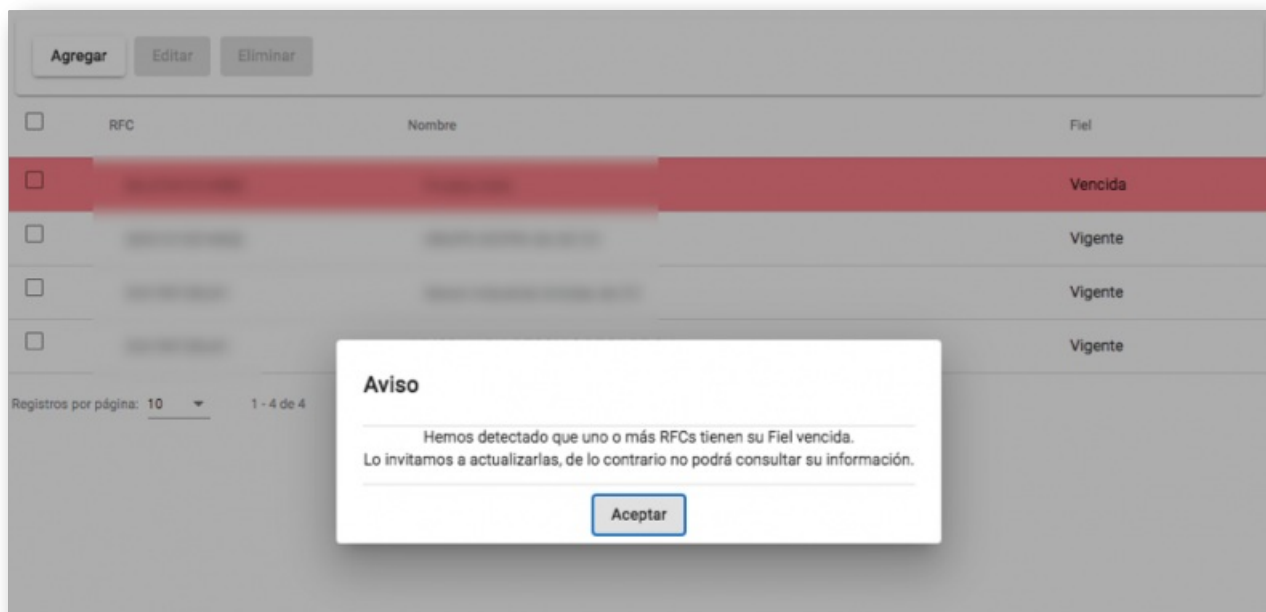 Agregar Editar Eliminar
RFC Nombre Fiel
Vencida
Vigente
Vigente
Vigente
Registros por página: 10 1 - 4 de 4
Aviso
Hemos detectado que uno o más RFCs tienen su Fiel vencida.
Lo invitamos a actualizarlas, de lo contrario no podrá consultar su información.
Aceptar